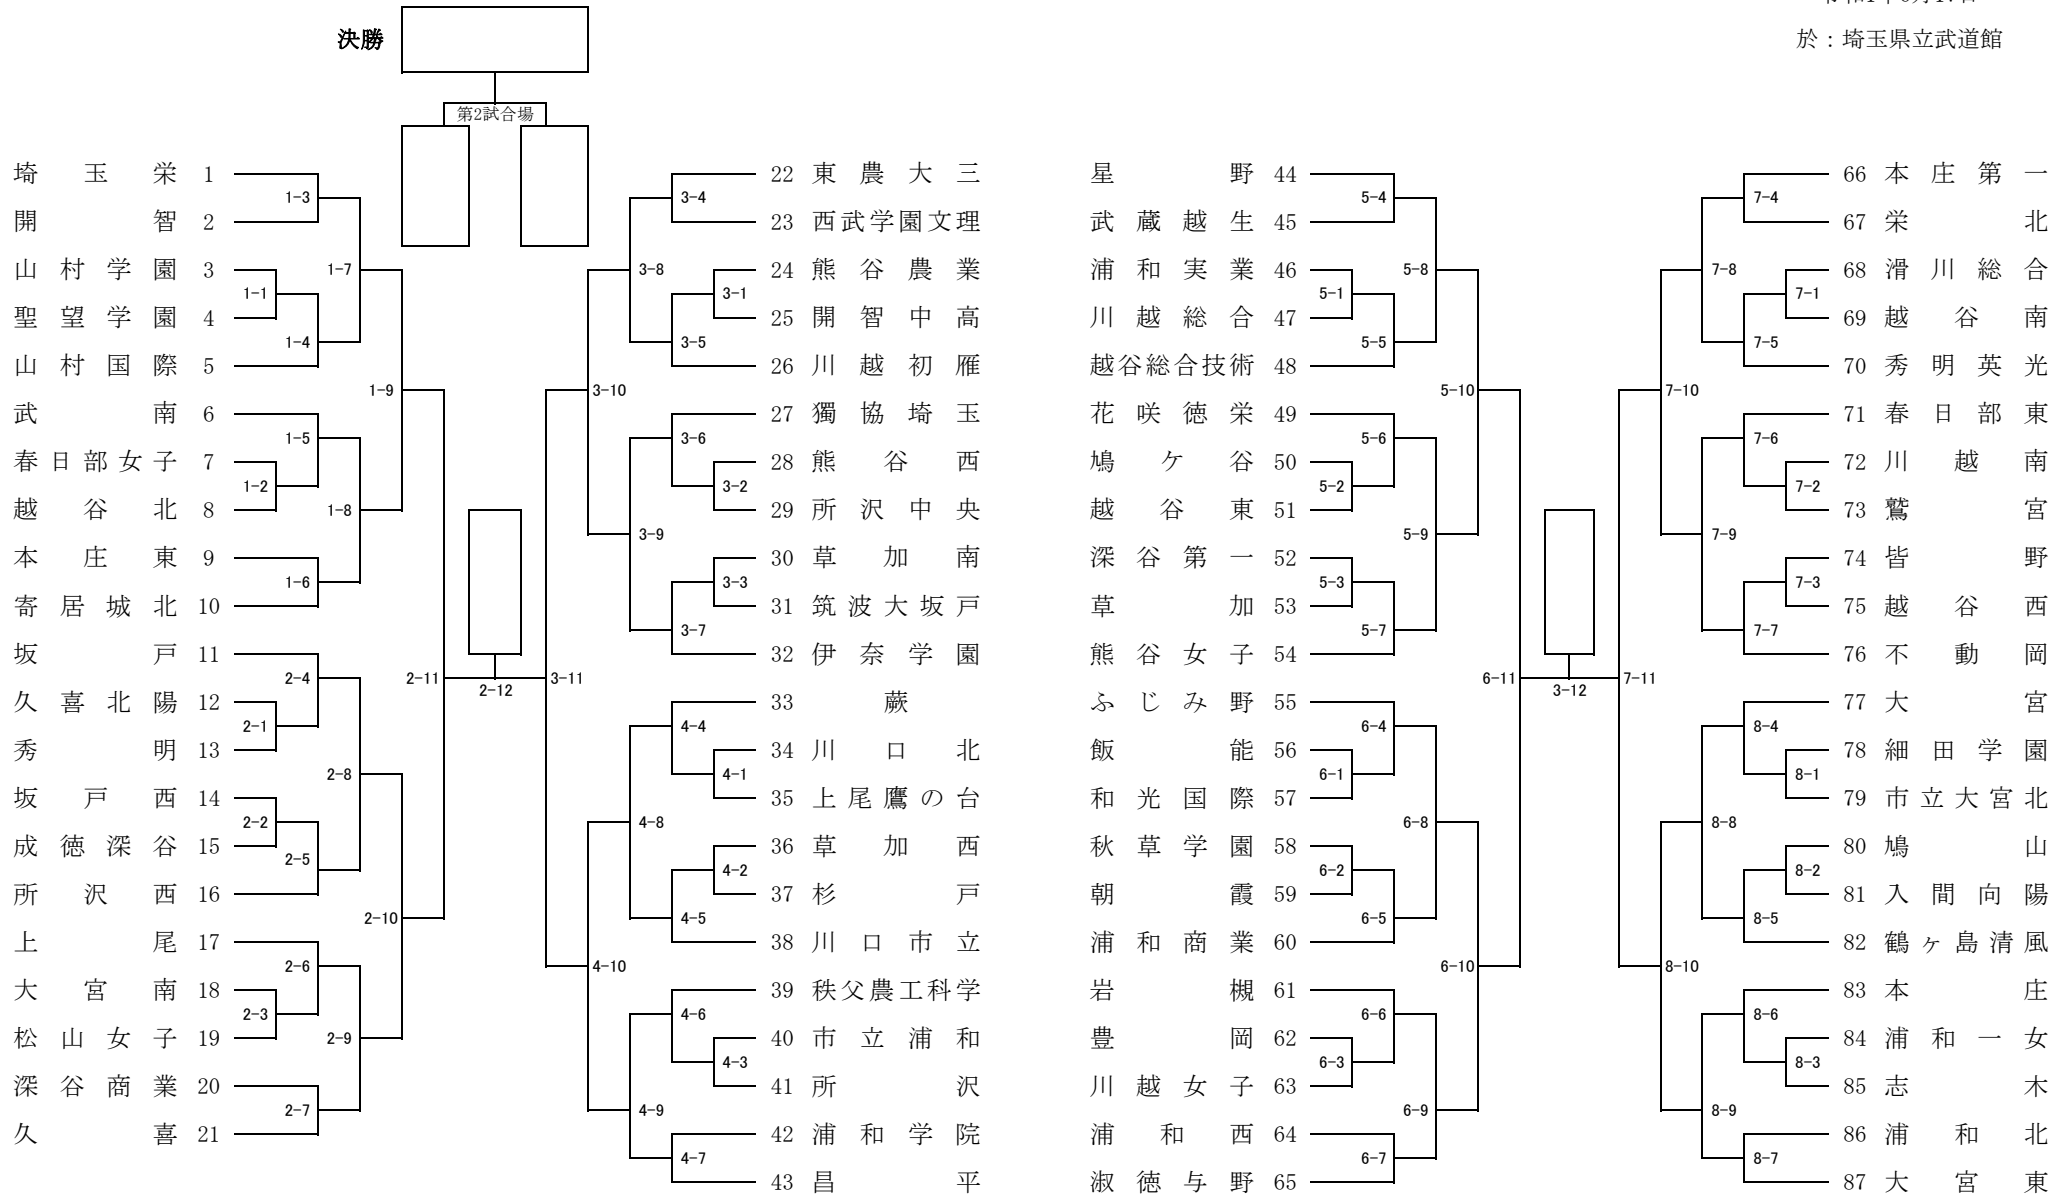 決勝
於：埼玉県立武道館
第2試合場
埼玉栄 1
1-3
開智 2
山村学園 3
1-7
1-1
聖望学園 4
1-4
山村国際 5
1-9
武南 6
1-5
春日部女子 7
1-2
越谷北 8
1-8
本庄東 9
1-6
寄居城北 10
坂戸 11
2-4
2-11
久喜北陽 12
2-1
秀明 13
2-8
坂戸西 14
2-2
成徳深谷 15
2-5
所沢西 16
2-10
上尾 17
2-6
大宮南 18
2-3
松山女子 19
2-9
深谷商業 20
2-7
久喜 21
2-12
22 東農大三
3-4
23 西武学園文理
3-8
24 熊谷農業
3-1
25 開智中高
3-5
26 川越初雁
3-10
27 獨協埼玉
3-6
28 熊谷西
3-2
29 所沢中央
3-9
30 草加南
3-3
31 筑波大坂戸
3-7
32 伊奈学園
3-11
33 蕨
4-4
34 川口北
4-1
35 上尾鷹の台
4-8
36 草加西
4-2
37 杉戸
4-5
38 川口市立
4-10
39 秩父農工科学
4-6
40 市立浦和
4-3
41 所沢
4-9
42 浦和学院
4-7
43 昌平
星野 44
5-4
武蔵越生 45
浦和実業 46
5-8
5-1
川越総合 47
5-5
越谷総合技術 48
5-10
花咲徳栄 49
5-6
鳩ケ谷 50
5-2
越谷東 51
5-9
深谷第一 52
5-3
草加 53
5-7
熊谷女子 54
6-11
ふじみ野 55
6-4
飯能 56
6-1
和光国際 57
6-8
秋草学園 58
6-2
朝霞 59
6-5
浦和商業 60
6-10
岩槻 61
6-6
豊岡 62
6-3
川越女子 63
6-9
浦和西 64
6-7
淑徳与野 65
3-12
66 本庄第一
7-4
67 栄北
7-8
68 滑川総合
7-1
69 越谷南
7-5
70 秀明英光
7-10
71 春日部東
7-6
72 川越南
7-2
73 鷲宮
7-9
74 皆野
7-3
75 越谷西
7-7
76 不動岡
7-11
77 大宮
8-4
78 細田学園
8-1
79 市立大宮北
8-8
80 鳩山
8-2
81 入間向陽
8-5
82 鶴ヶ島清風
8-10
83 本庄
8-6
84 浦和一女
8-3
85 志木
8-9
86 浦和北
8-7
87 大宮東